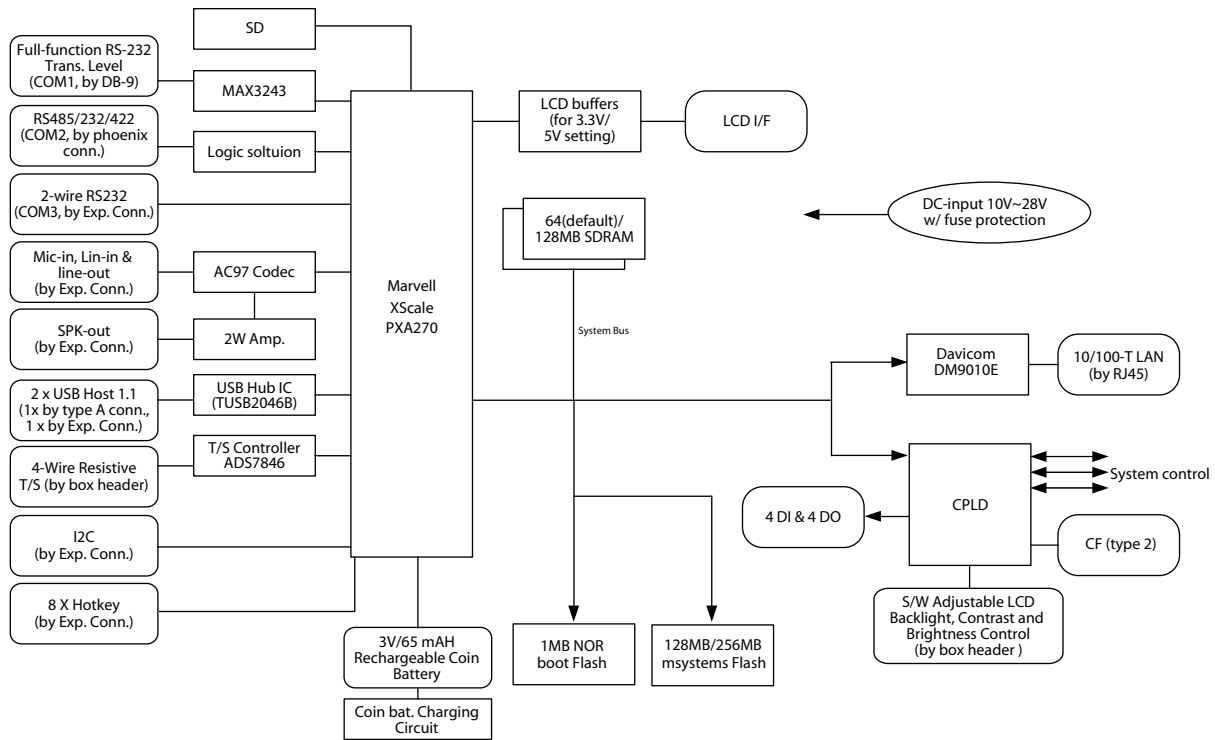 SD
Full-function RS-232
Trans. Level
(COM1, by DB-9)
MAX3243
RS485/232/422
(COM2, by phoenix
conn.)
Logic soltuion
2-wire RS232
(COM3, by Exp. Conn.)
Mic-in, Lin-in &
line-out
(by Exp. Conn.)
AC97 Codec
SPK-out
(by Exp. Conn.)
2W Amp.
2 x USB Host 1.1
(1x by type A conn.,
1 x by Exp. Conn.)
USB Hub IC
(TUSB2046B)
4-Wire Resistive
T/S (by box header)
T/S Controller
ADS7846
I2C
(by Exp. Conn.)
8 X Hotkey
(by Exp. Conn.)
Marvell
XScale
PXA270
3V/65 mAH
Rechargeable Coin
Battery
Coin bat. Charging
Circuit
LCD buffers
(for 3.3V/
5V setting)
LCD I/F
64(default)/
128MB SDRAM
DC-input 10V~28V
w/ fuse protection
System Bus
Davicom
DM9010E
10/100-T LAN
(by RJ45)
CPLD
System control
4 DI & 4 DO
CF (type 2)
S/W Adjustable LCD
Backlight, Contrast and
Brightness Control
(by box header )
1MB NOR
boot Flash
128MB/256MB
msystems Flash